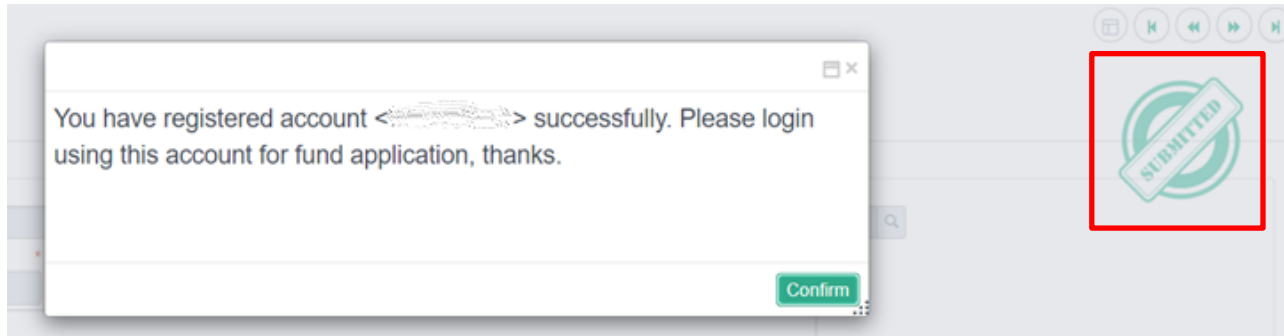 You have registered account < > successfully. Please login
using this account for fund application, thanks.
Confirm
SUBMITTED